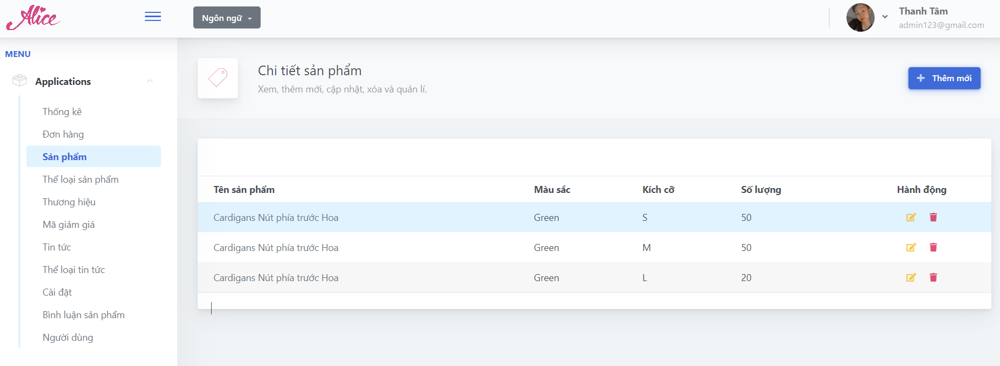 Alice
Ngôn ngữ
Thanh Tâm
admin123@gmail.com
MENU
Applications
Thống kê
Đơn hàng
Sản phẩm
Thể loại sản phẩm
Thương hiệu
Mã giảm giá
Tin tức
Thể loại tin tức
Cài đặt
Bình luận sản phẩm
Người dùng
Chi tiết sản phẩm
Xem, thêm mới, cập nhật, xóa và quản lí.
Thêm mới
Tên sản phẩm Màu sắc Kích cỡ Số lượng Hành động
Cardigans Nút phía trước Hoa Green S 50
Cardigans Nút phía trước Hoa Green M 50
Cardigans Nút phía trước Hoa Green L 20